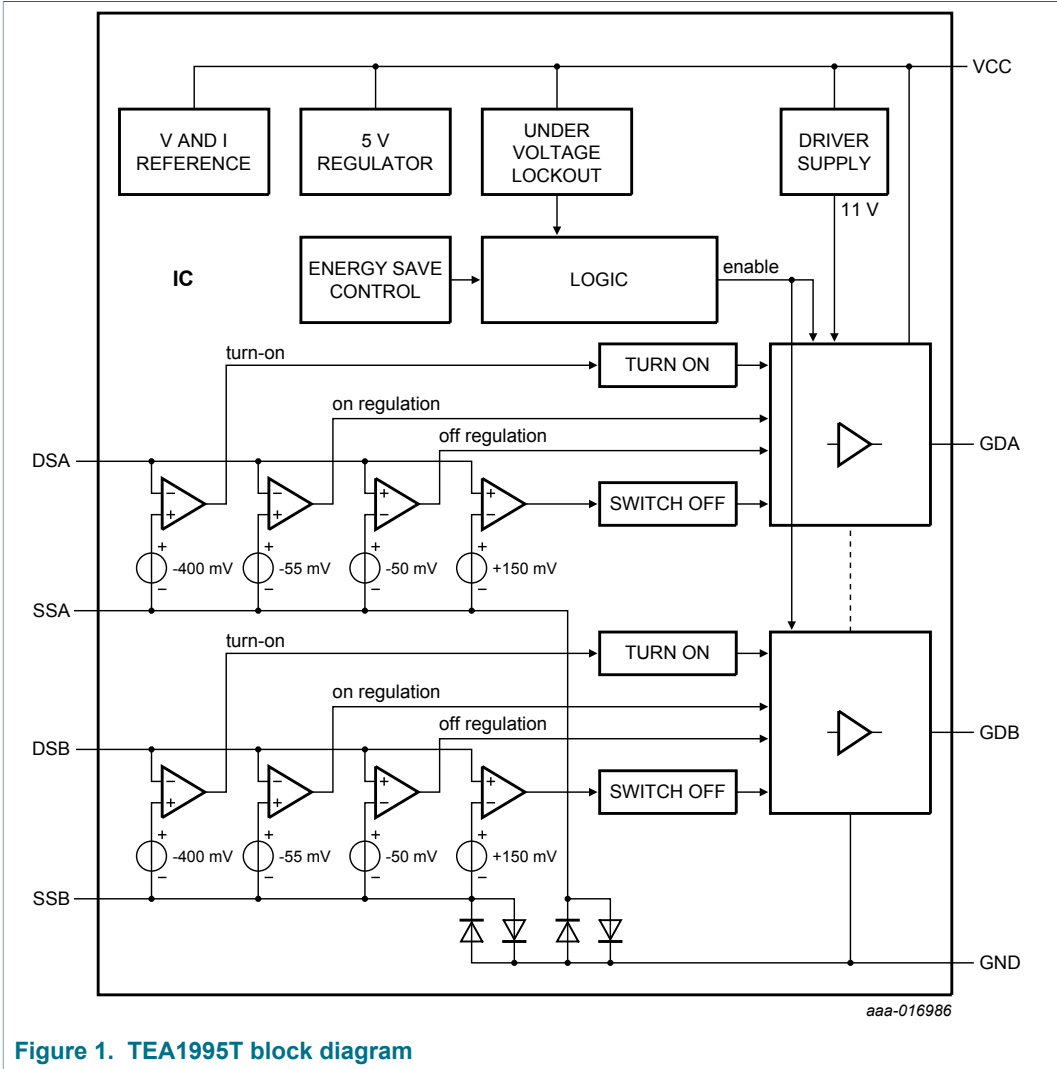 VCC
V AND I
REFERENCE
5 V
REGULATOR
UNDER
VOLTAGE
LOCKOUT
DRIVER
SUPPLY
11 V
IC
ENERGY SAVE
CONTROL
LOGIC
enable
turn-on
TURN ON
on regulation
off regulation
DSA
GDA
- - + +
+ + - -
SWITCH OFF
+ + + +
-400 mV -55 mV -50 mV +150 mV
- - - -
SSA
turn-on
TURN ON
on regulation
off regulation
DSB
GDB
- - + +
+ + - -
SWITCH OFF
+ + + +
-400 mV -55 mV -50 mV +150 mV
- - - -
SSB
GND
aaa-016986
Figure 1. TEA1995T block diagram